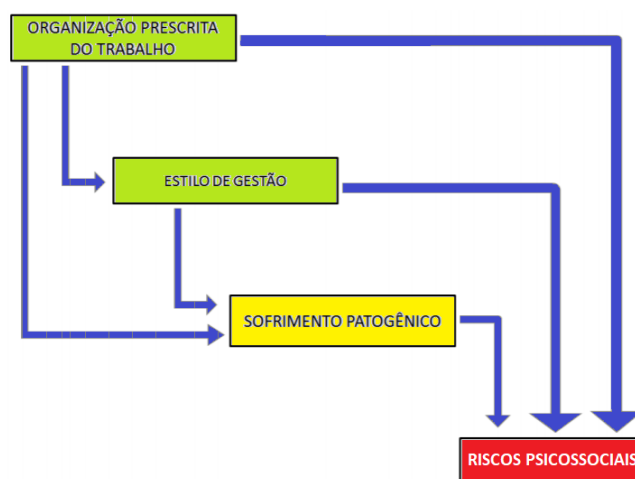 ORGANIZAÇÃO PRESCRITA
DO TRABALHO
ESTILO DE GESTÃO
SOFRIMENTO PATOGÊNICO
RISCOS PSICOSSOCIAIS